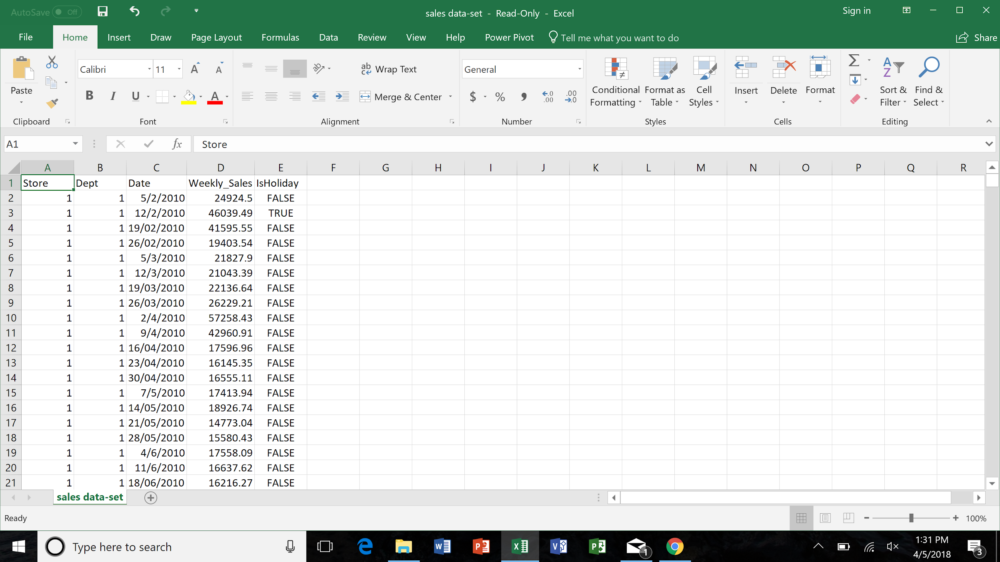 AutoSave Off sales data-set - Read-Only - Excel Sign in
File Home Insert Draw Page Layout Formulas Data Review View Help Power Pivot Tell me what you want to do Share
Calibri 11 A A ab Wrap Text General
Paste B I U A Merge & Center $ % , .0 .00 .00 .0 Conditional Formatting Format as Table Cell Styles Insert Delete Format Sort & Filter Find & Select
Clipboard Font Alignment Number Styles Cells Editing
A1 fx Store
A B C D E F G H I J K L M N O P Q R
1 Store Dept Date Weekly_Sales IsHoliday
2 1 1 5/2/2010 24924.5 FALSE
3 1 1 12/2/2010 46039.49 TRUE
4 1 1 19/02/2010 41595.55 FALSE
5 1 1 26/02/2010 19403.54 FALSE
6 1 1 5/3/2010 21827.9 FALSE
7 1 1 12/3/2010 21043.39 FALSE
8 1 1 19/03/2010 22136.64 FALSE
9 1 1 26/03/2010 26229.21 FALSE
10 1 1 2/4/2010 57258.43 FALSE
11 1 1 9/4/2010 42960.91 FALSE
12 1 1 16/04/2010 17596.96 FALSE
13 1 1 23/04/2010 16145.35 FALSE
14 1 1 30/04/2010 16555.11 FALSE
15 1 1 7/5/2010 17413.94 FALSE
16 1 1 14/05/2010 18926.74 FALSE
17 1 1 21/05/2010 14773.04 FALSE
18 1 1 28/05/2010 15580.43 FALSE
19 1 1 4/6/2010 17558.09 FALSE
20 1 1 11/6/2010 16637.62 FALSE
21 1 1 18/06/2010 16216.27 FALSE
sales data-set
Ready 100%
Type here to search 1 1:31 PM
4/5/2018 3